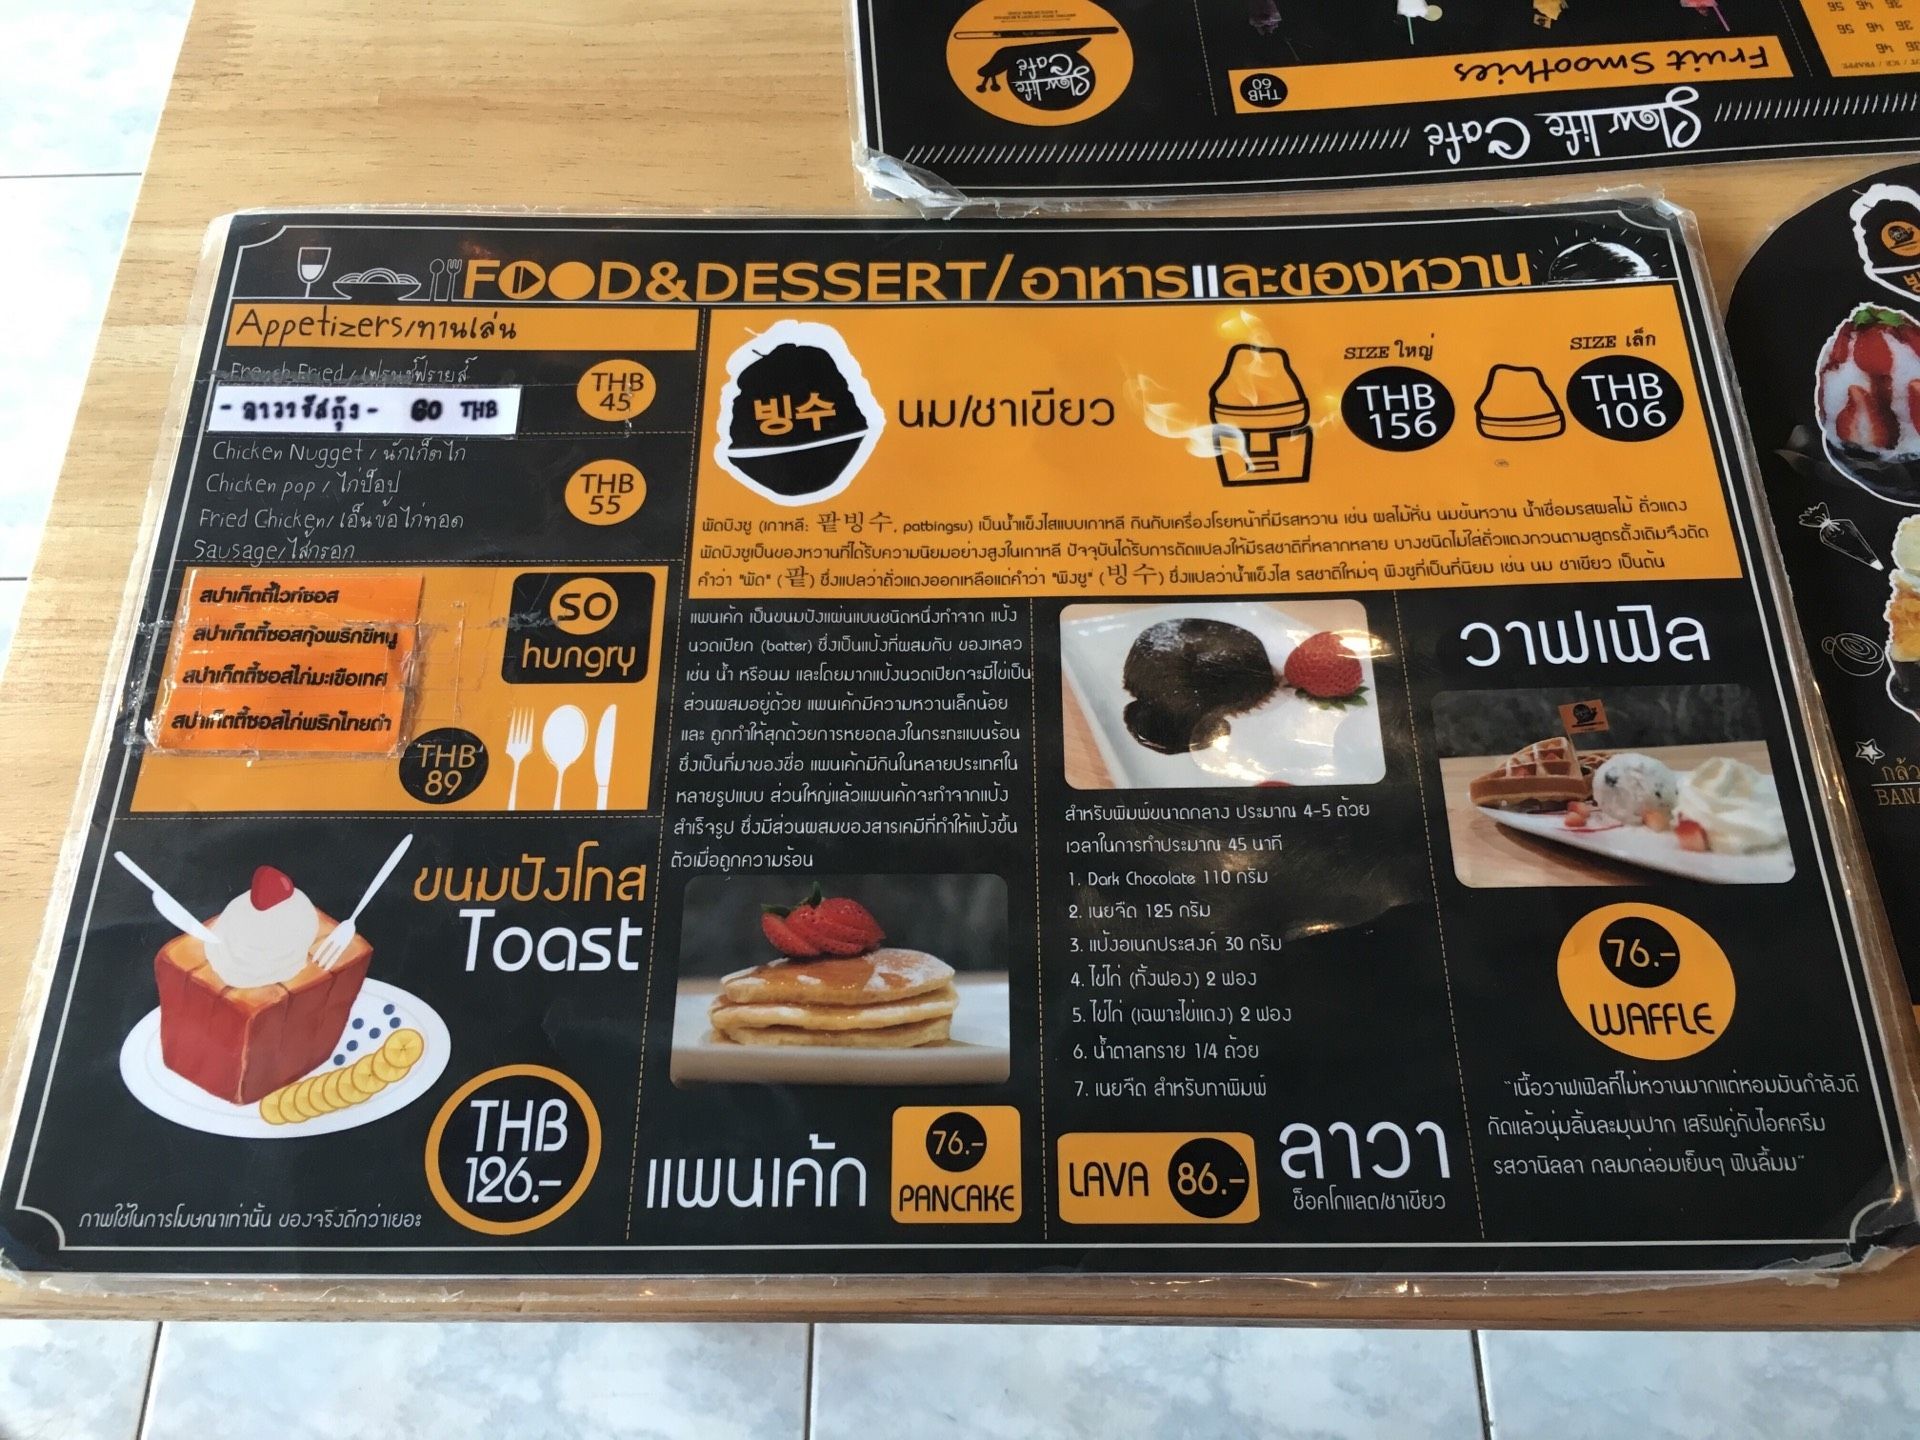 Slow life Café
Fruit Smoothies
THB
60
Slow life
Café
FOOD&DESSERT/อาหารและของหวาน
Appetizers/ทานเล่น
French Fried / เฟรนช์ฟรายส์
THB
45
- ลาวาชีสกุ้ง - 60 THB
Chicken Nugget / นักเก็ตไก่
Chicken pop / ไก่ป็อป
Fried Chicken / เอ็นข้อไก่ทอด
Sausage/ไส้กรอก
THB
55
สปาเก็ตตี้ไวท์ซอส
สปาเก็ตตี้ซอสกุ้งพริกขี้หนู
สปาเก็ตตี้ซอสไก่มะเขือเทศ
สปาเก็ตตี้ซอสไก่พริกไทยดำ
so
hungry
THB
89
ขนมปังโทส
Toast
THB
126.-
ภาพใช้ในการโฆษณาเท่านั้น ของจริงดีกว่าเยอะ
빙수
นม/ชาเขียว
SIZE ใหญ่
THB
156
SIZE เล็ก
THB
106
พัดบิงซู (เกาหลี: 팥빙수, patbingsu) เป็นน้ำแข็งไสแบบเกาหลี กินกับเครื่องโรยหน้าที่มีรสหวาน เช่น ผลไม้หั่น นมข้นหวาน น้ำเชื่อมรสผลไม้ ถั่วแดง
พัดบิงซูเป็นของหวานที่ได้รับความนิยมอย่างสูงในเกาหลี ปัจจุบันได้รับการดัดแปลงให้มีรสชาติที่หลากหลาย บางชนิดไม่ใส่ถั่วแดงกวนตามสูตรดั้งเดิมจึงตัด
คำว่า "พัด" (팥) ซึ่งแปลว่าถั่วแดงออกเหลือแต่คำว่า "พิงซู" (빙수) ซึ่งแปลว่าน้ำแข็งไส รสชาติใหม่ๆ พิงซูที่เป็นที่นิยม เช่น นม ชาเขียว เป็นต้น
แพนเค้ก เป็นขนมปังแผ่นแบนชนิดหนึ่งทำจาก แป้ง
นวดเปียก (batter) ซึ่งเป็นแป้งที่ผสมกับ ของเหลว
เช่น น้ำ หรือนม และโดยมากแป้งนวดเปียกจะมีไข่เป็น
ส่วนผสมอยู่ด้วย แพนเค้กมีความหวานเล็กน้อย
และ ถูกทำให้สุกด้วยการหยอดลงในกระทะแบนร้อน
ซึ่งเป็นที่มาของชื่อ แพนเค้กมีกินในหลายประเทศใน
หลายรูปแบบ ส่วนใหญ่แล้วแพนเค้กจะทำจากแป้ง
สำเร็จรูป ซึ่งมีส่วนผสมของสารเคมีที่ทำให้แป้งขึ้น
ตัวเมื่อถูกความร้อน
แพนเค้ก
76.-
PANCAKE
สำหรับพิมพ์ขนาดกลาง ประมาณ 4-5 ถ้วย
เวลาในการทำประมาณ 45 นาที
1. Dark Chocolate 110 กรัม
2. เนยจืด 125 กรัม
3. แป้งอเนกประสงค์ 30 กรัม
4. ไข่ไก่ (ทั้งฟอง) 2 ฟอง
5. ไข่ไก่ (เฉพาะไข่แดง) 2 ฟอง
6. น้ำตาลทราย 1/4 ถ้วย
7. เนยจืด สำหรับทาพิมพ์
LAVA 86.-
ลาวา
ช็อคโกแลต/ชาเขียว
วาฟเฟิล
76.-
WAFFLE
"เนื้อวาฟเฟิลที่ไม่หวานมากแต่หอมมันกำลังดี
กัดแล้วนุ่มลิ้นละมุนปาก เสริฟคู่กับไอศครีม
รสวานิลลา กลมกล่อมเย็นๆ ฟินลื้มม"